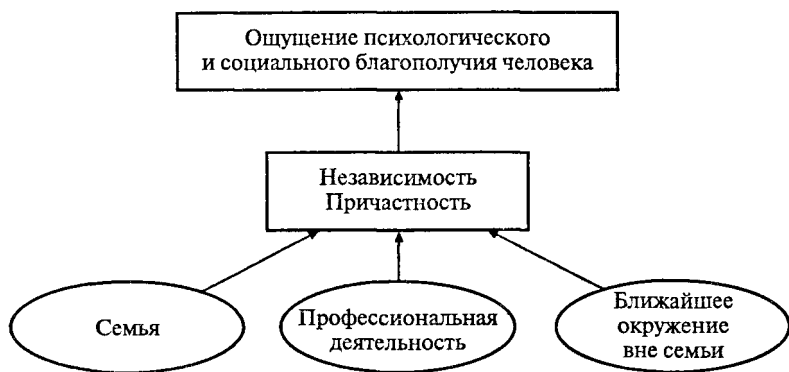 Ощущение психологического
и социального благополучия человека
Независимость
Причастность
Семья
Профессиональная
деятельность
Ближайшее
окружение
вне семьи